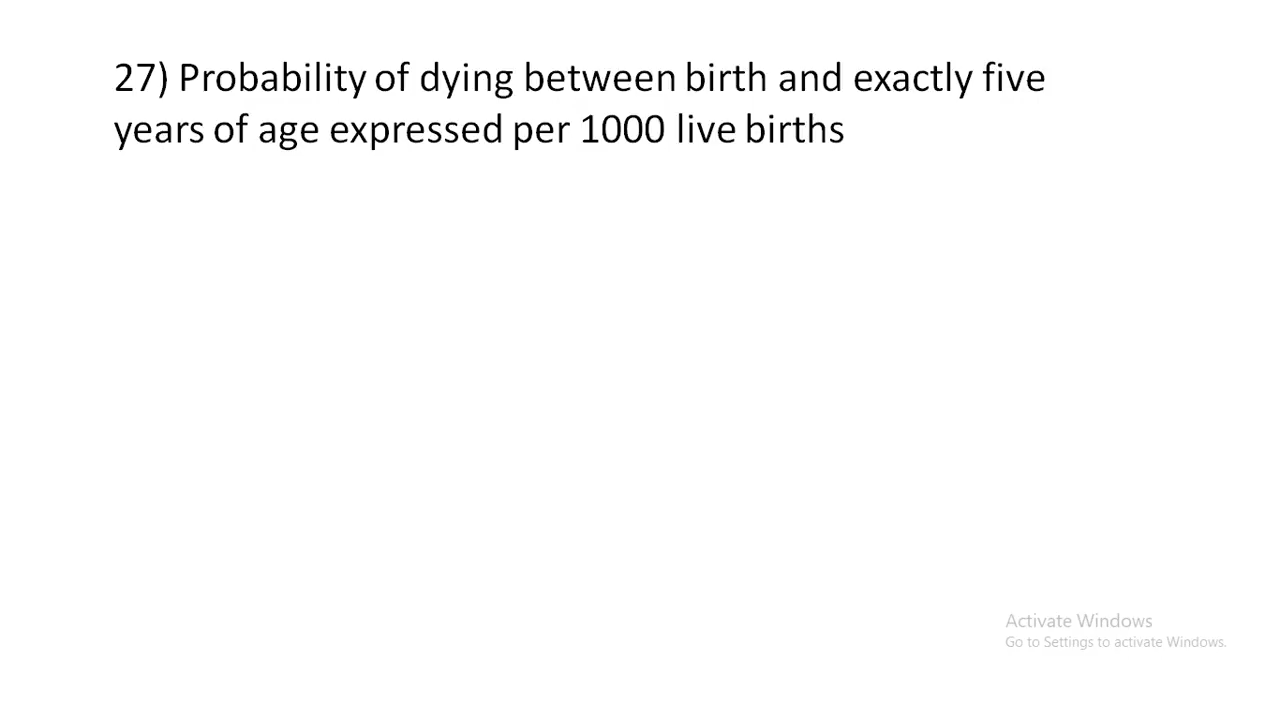 27) Probability of dying between birth and exactly five
years of age expressed per 1000 live births
Activate Windows
Go to Settings to activate Windows.